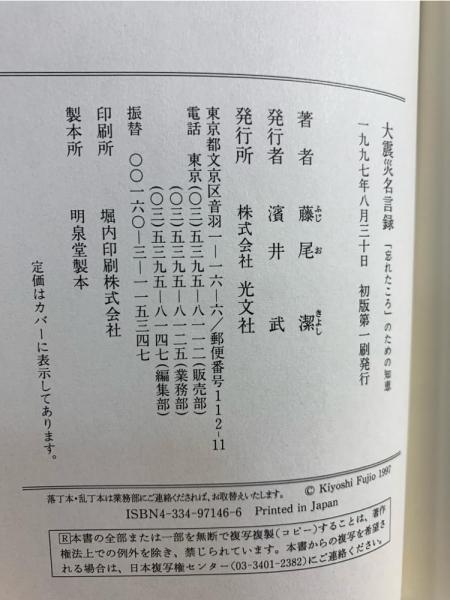 大震災名言録 「忘れたころ」のための知恵
一九九七年八月三十日 初版第一刷発行
著者 藤尾潔
ふじ お きよし
発行者 濱井武
発行所 株式会社 光文社
東京都文京区音羽一―一六―六/郵便番号112-11
電話 東京(〇三)五三九五―八一一二(販売部)
(〇三)五三九五―八一二五(業務部)
(〇三)五三九五―八一四七(編集部)
振替 〇〇一六〇―三―一一五三四七
印刷所 堀内印刷株式会社
製本所 明泉堂製本
定価はカバーに表示してあります。
落丁本・乱丁本は業務部にご連絡くだされば、お取替えいたします。
© Kiyoshi Fujio 1997
ISBN4-334-97146-6 Printed in Japan
R本書の全部または一部を無断で複写複製(コピー)することは、著作
権法上での例外を除き、禁じられています。本書からの複写を希望さ
れる場合は、日本複写権センター(03-3401-2382)にご連絡ください。